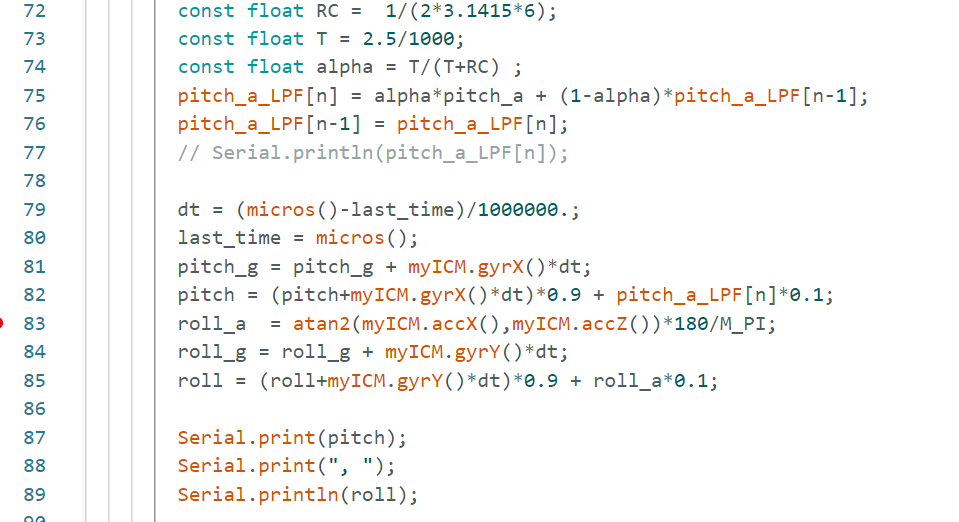 72 const float RC =  1/(2*3.1415*6);
73 const float T = 2.5/1000;
74 const float alpha = T/(T+RC) ;
75 pitch_a_LPF[n] = alpha*pitch_a + (1-alpha)*pitch_a_LPF[n-1];
76 pitch_a_LPF[n-1] = pitch_a_LPF[n];
77 // Serial.println(pitch_a_LPF[n]);
78
79 dt = (micros()-last_time)/1000000.;
80 last_time = micros();
81 pitch_g = pitch_g + myICM.gyrX()*dt;
82 pitch = (pitch+myICM.gyrX()*dt)*0.9 + pitch_a_LPF[n]*0.1;
83 roll_a  = atan2(myICM.accX(),myICM.accZ())*180/M_PI;
84 roll_g = roll_g + myICM.gyrY()*dt;
85 roll = (roll+myICM.gyrY()*dt)*0.9 + roll_a*0.1;
86
87 Serial.print(pitch);
88 Serial.print(", ");
89 Serial.println(roll);
90